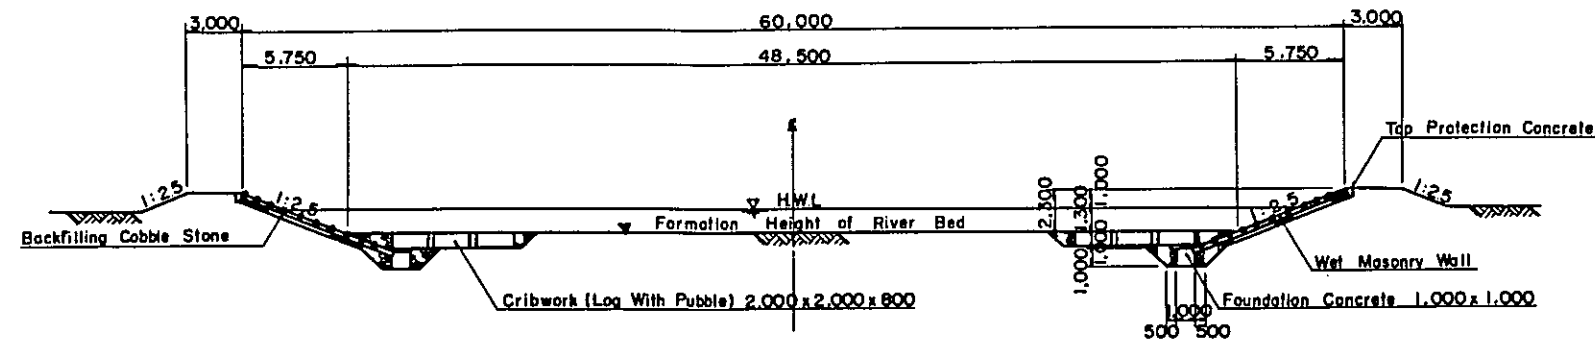 3,000
60,000
3,000
5.750
48,500
5.750
Top Protection Concrete
1:2.5
1:2.5
H.W.L
2,300
1,300
1,000
1:2.5
1:2.5
Backfilling Cobble Stone
Formation Height of River Bed
1,000
1,000
Wet Masonry Wall
Cribwork (Log With Pubble) 2.000 x 2.000 x 800
Foundation Concrete 1.000 x 1.000
1,000
500
500